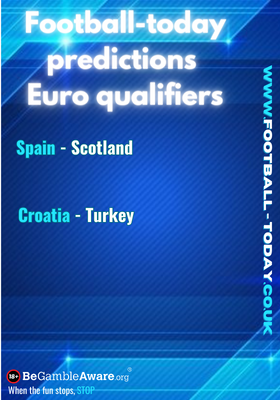 Football-today
predictions
Euro qualifiers
WWW.FOOTBALL-TODAY.CO.UK
Spain - Scotland
Croatia - Turkey
18+ BeGambleAware.org®
When the fun stops, STOP